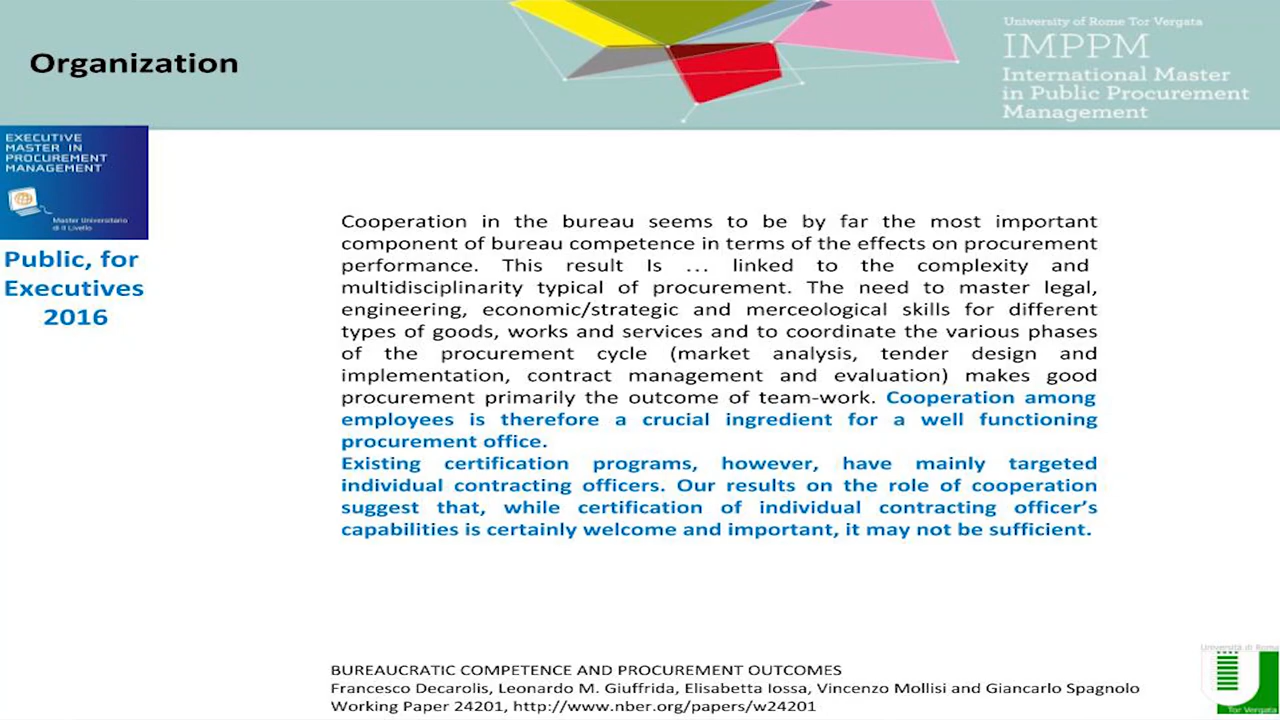 Organization
University of Rome Tor Vergata
IMPPM
International Master
in Public Procurement
Management
EXECUTIVE
MASTER IN
PROCUREMENT
MANAGEMENT
Master Universitario
di II Livello
Public, for
Executives
2016
Cooperation in the bureau seems to be by far the most important
component of bureau competence in terms of the effects on procurement
performance. This result Is … linked to the complexity and
multidisciplinarity typical of procurement. The need to master legal,
engineering, economic/strategic and merceological skills for different
types of goods, works and services and to coordinate the various phases
of the procurement cycle (market analysis, tender design and
implementation, contract management and evaluation) makes good
procurement primarily the outcome of team-work. Cooperation among
employees is therefore a crucial ingredient for a well functioning
procurement office.
Existing certification programs, however, have mainly targeted
individual contracting officers. Our results on the role of cooperation
suggest that, while certification of individual contracting officer’s
capabilities is certainly welcome and important, it may not be sufficient.
BUREAUCRATIC COMPETENCE AND PROCUREMENT OUTCOMES
Francesco Decarolis, Leonardo M. Giuffrida, Elisabetta Iossa, Vincenzo Mollisi and Giancarlo Spagnolo
Working Paper 24201, http://www.nber.org/papers/w24201
Università di Roma
Tor Vergata